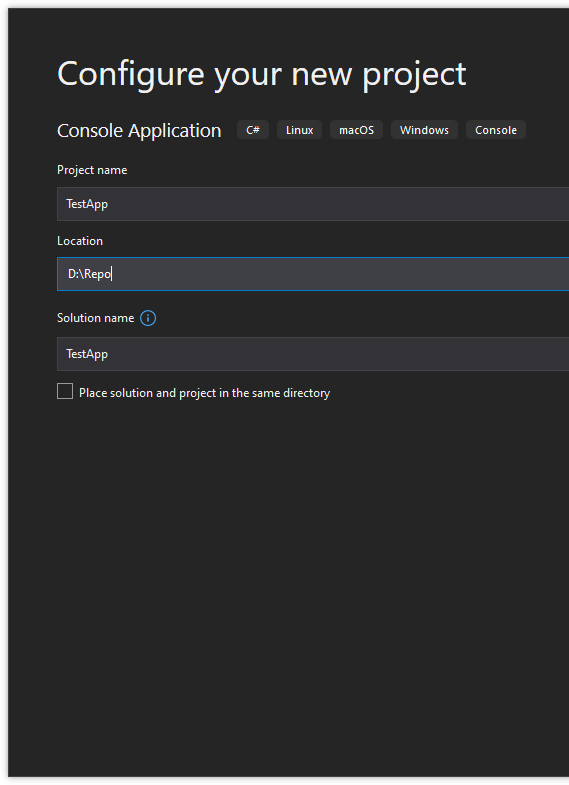 Configure your new project
Console Application C# Linux macOS Windows Console
Project name
TestApp
Location
D:\Repo
Solution name
TestApp
Place solution and project in the same directory